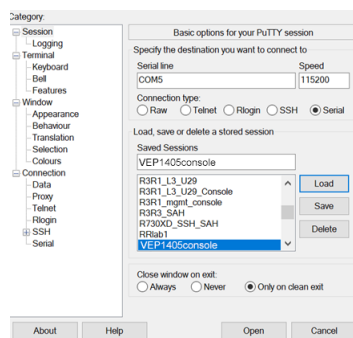 Category:
Session
Logging
Terminal
Keyboard
Bell
Features
Window
Appearance
Behaviour
Translation
Selection
Colours
Connection
Data
Proxy
Telnet
Rlogin
SSH
Serial
Basic options for your PuTTY session
Specify the destination you want to connect to
Serial line Speed
COM5 115200
Connection type:
Raw Telnet Rlogin SSH Serial
Load, save or delete a stored session
Saved Sessions
VEP1405console
R3R1_L3_U29
R3R1_L3_U29_Console
R3R1_mgmt_console
R3R3_SAH
R730XD_SSH_SAH
RRlab1
VEP1405console
Load
Save
Delete
Close window on exit:
Always Never Only on clean exit
About Help Open Cancel